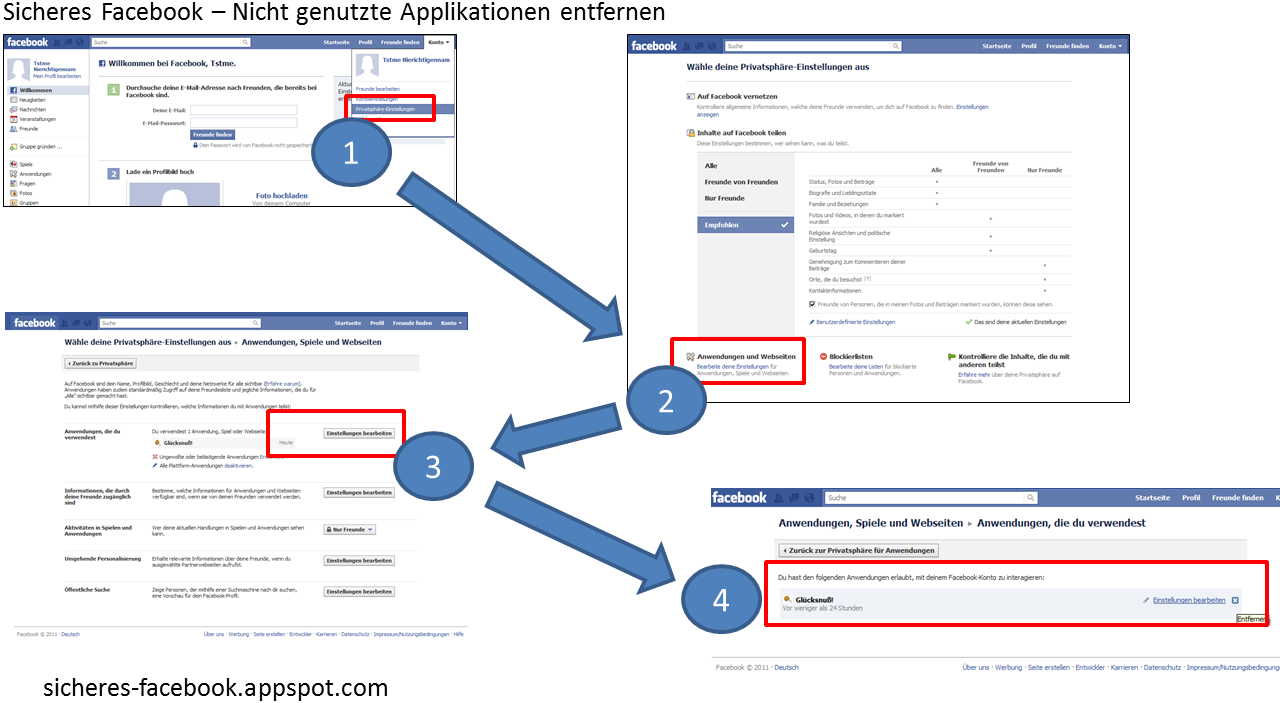 Sicheres Facebook – Nicht genutzte Applikationen entfernen
facebook
Suche
Startseite Profil Freunde finden Konto
Tstme Nierichtigennam
Mein Profil bearbeiten
Willkommen
Neuigkeiten
Nachrichten
Veranstaltungen
Freunde
Gruppe gründen ...
Spiele
Anwendungen
Fragen
Fotos
Gruppen
Willkommen bei Facebook, Tstme.
1
Durchsuche deine E-Mail-Adresse nach Freunden, die bereits bei
Facebook sind.
Deine E-Mail:
E-Mail-Passwort:
Freunde finden
Dein Passwort wird von Facebook nicht gespeichert
2
Lade ein Profilbild hoch
Foto hochladen
Von deinem Computer
Tstme Nierichtigennam
Freunde bearbeiten
Kontoeinstellungen
Privatsphäre-Einstellungen
1
facebook
Suche
Startseite Profil Freunde finden Konto
Wähle deine Privatsphäre-Einstellungen aus
Auf Facebook vernetzen
Kontrolliere allgemeine Informationen, welche deine Freunde verwenden, um dich auf Facebook zu finden. Einstellungen
anzeigen
Inhalte auf Facebook teilen
Diese Einstellungen bestimmen, wer sehen kann, was du teilst.
Alle
Freunde von Freunden
Nur Freunde
Empfohlen
Alle
Freunde von
Freunden
Nur Freunde
Status, Fotos und Beiträge
Biografie und Lieblingszitate
Familie und Beziehungen
Fotos und Videos, in denen du markiert
wurdest
Religiöse Ansichten und politische
Einstellung
Geburtstag
Genehmigung zum Kommentieren deiner
Beiträge
Orte, die du besuchst [?]
Kontaktinformationen
Freunde von Personen, die in meinen Fotos und Beiträgen markiert wurden, können diese sehen.
Benutzerdefinierte Einstellungen
Das sind deine aktuellen Einstellungen
Anwendungen und Webseiten
Bearbeite deine Einstellungen für
Anwendungen, Spiele und Webseiten.
Blockierlisten
Bearbeite deine Listen für blockierte
Personen und Anwendungen.
Kontrolliere die Inhalte, die du mit
anderen teilst
Erfahre mehr über deine Privatsphäre auf
Facebook.
2
facebook
Suche
Startseite Profil Freunde finden Konto
Wähle deine Privatsphäre-Einstellungen aus ▸ Anwendungen, Spiele und Webseiten
Zurück zu Privatsphäre
Auf Facebook sind dein Name, Profilbild, Geschlecht und deine Netzwerke für alle sichtbar (Erfahre warum).
Anwendungen haben zudem standardmäßig Zugriff auf deine Freundesliste und jegliche Informationen, die du für
„Alle“ sichtbar gemacht hast.
Du kannst mithilfe dieser Einstellungen kontrollieren, welche Informationen du mit Anwendungen teilst:
Anwendungen, die du
verwendest
Du verwendest 1 Anwendung, Spiel oder Webseite
Glücksnuß!
Heute
Ungewollte oder belästigende Anwendungen
Alle Plattform-Anwendungen deaktivieren.
Einstellungen bearbeiten
Informationen, die durch
deine Freunde zugänglich
sind
Bestimme, welche Informationen für Anwendungen und Webseiten
verfügbar sind, wenn sie von deinen Freunden verwendet werden.
Einstellungen bearbeiten
Aktivitäten in Spielen und
Anwendungen
Wer deine aktuellen Handlungen in Spielen und Anwendungen sehen
kann.
Nur Freunde
Umgehende Personalisierung
Erhalte relevante Informationen über deine Freunde, wenn du
ausgewählte Partnerwebseiten aufrufst.
Einstellungen bearbeiten
Öffentliche Suche
Zeige Personen, der mithilfe einer Suchmaschine nach dir suchen,
eine Vorschau für dein Facebook-Profil.
Einstellungen bearbeiten
Facebook © 2011 · Deutsch
Über uns · Werbung · Seite erstellen · Entwickler · Karrieren · Datenschutz · Impressum/Nutzungsbedingungen · Hilfe
3
facebook
Suche
Startseite Profil Freunde finden K
Anwendungen, Spiele und Webseiten ▸ Anwendungen, die du verwendest
Zurück zur Privatsphäre für Anwendungen
Du hast den folgenden Anwendungen erlaubt, mit deinem Facebook-Konto zu interagieren:
Glücksnuß!
Vor weniger als 24 Stunden
Einstellungen bearbeiten
Entfernen
4
Facebook © 2011 · Deutsch
Über uns · Werbung · Seite erstellen · Entwickler · Karrieren · Datenschutz · Impressum/Nutzungsbedingung
sicheres-facebook.appspot.com